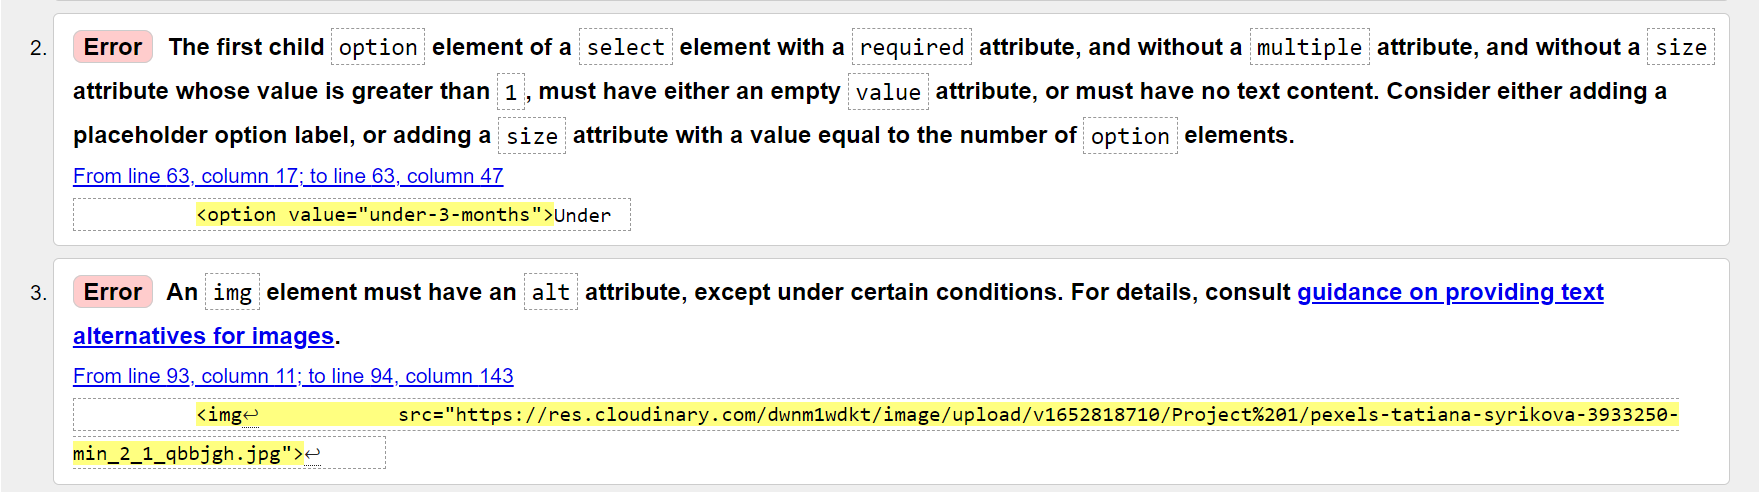 2. Error The first child option element of a select element with a required attribute, and without a multiple attribute, and without a size
attribute whose value is greater than 1, must have either an empty value attribute, or must have no text content. Consider either adding a
placeholder option label, or adding a size attribute with a value equal to the number of option elements.
From line 63, column 17; to line 63, column 47
<option value="under-3-months">Under
3. Error An img element must have an alt attribute, except under certain conditions. For details, consult guidance on providing text
alternatives for images.
From line 93, column 11; to line 94, column 143
<img↩ src="https://res.cloudinary.com/dwnm1wdkt/image/upload/v1652818710/Project%201/pexels-tatiana-syrikova-3933250-
min_2_1_qbbjgh.jpg">↩